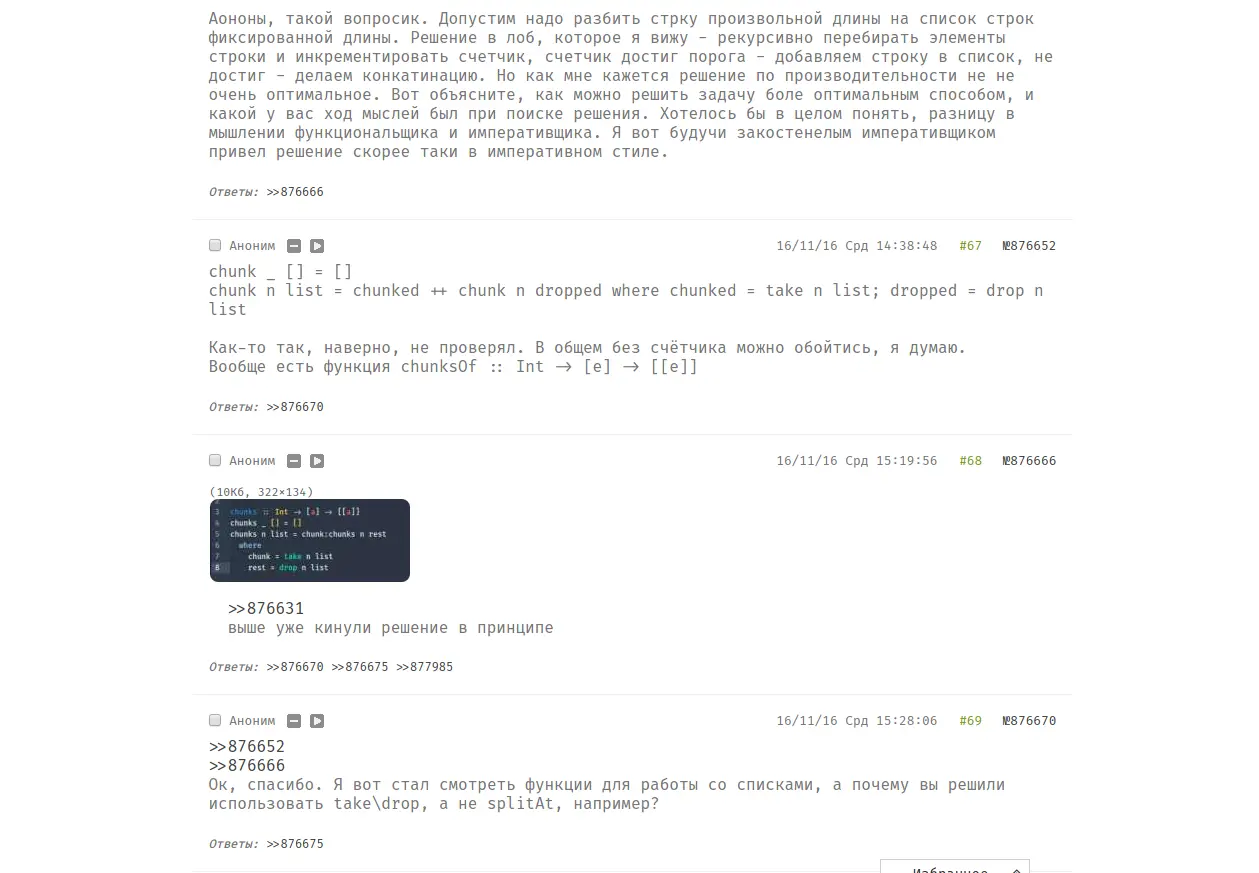 Аононы, такой вопросик. Допустим надо разбить стрку произвольной длины на список строк
фиксированной длины. Решение в лоб, которое я вижу - рекурсивно перебирать элементы
строки и инкрементировать счетчик, счетчик достиг порога - добавляем строку в список, не
достиг - делаем конкатинацию. Но как мне кажется решение по производительности не не
очень оптимальное. Вот объясните, как можно решить задачу боле оптимальным способом, и
какой у вас ход мыслей был при поиске решения. Хотелось бы в целом понять, разницу в
мышлении функциональщика и императивщика. Я вот будучи закостенелым императивщиком
привел решение скорее таки в императивном стиле.
Ответы: >>876666
Аноним 16/11/16 Срд 14:38:48 #67 №876652
chunk _ [] = []
chunk n list = chunked ++ chunk n dropped where chunked = take n list; dropped = drop n
list
Как-то так, наверно, не проверял. В общем без счётчика можно обойтись, я думаю.
Вообще есть функция chunksOf :: Int -> [e] -> [[e]]
Ответы: >>876670
Аноним 16/11/16 Срд 15:19:56 #68 №876666
(10Кб, 322×134)
3 chunks :: Int -> [a] -> [[a]]
4 chunks _ [] = []
5 chunks n list = chunk:chunks n rest
6 where
7 chunk = take n list
8 rest = drop n list
>>876631
выше уже кинули решение в принципе
Ответы: >>876670 >>876675 >>877985
Аноним 16/11/16 Срд 15:28:06 #69 №876670
>>876652
>>876666
Ок, спасибо. Я вот стал смотреть функции для работы со списками, а почему вы решили
использовать take\drop, а не splitAt, например?
Ответы: >>876675
Избранное